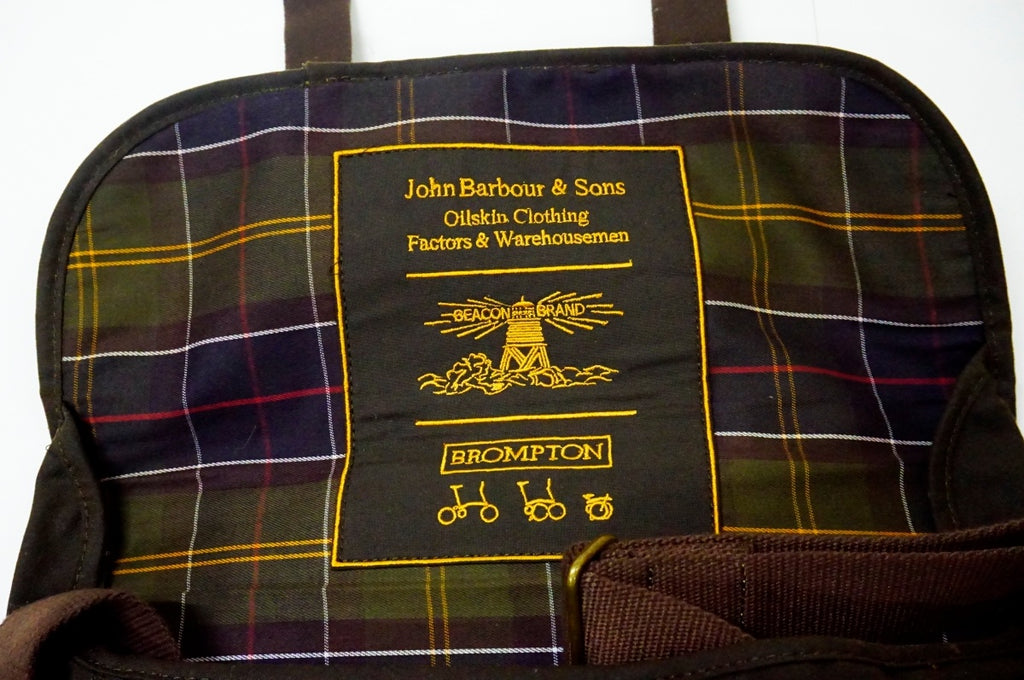 John Barbour & Sons
Oilskin Clothing
Factors & Warehousemen
BEACON BRAND
BROMPTON